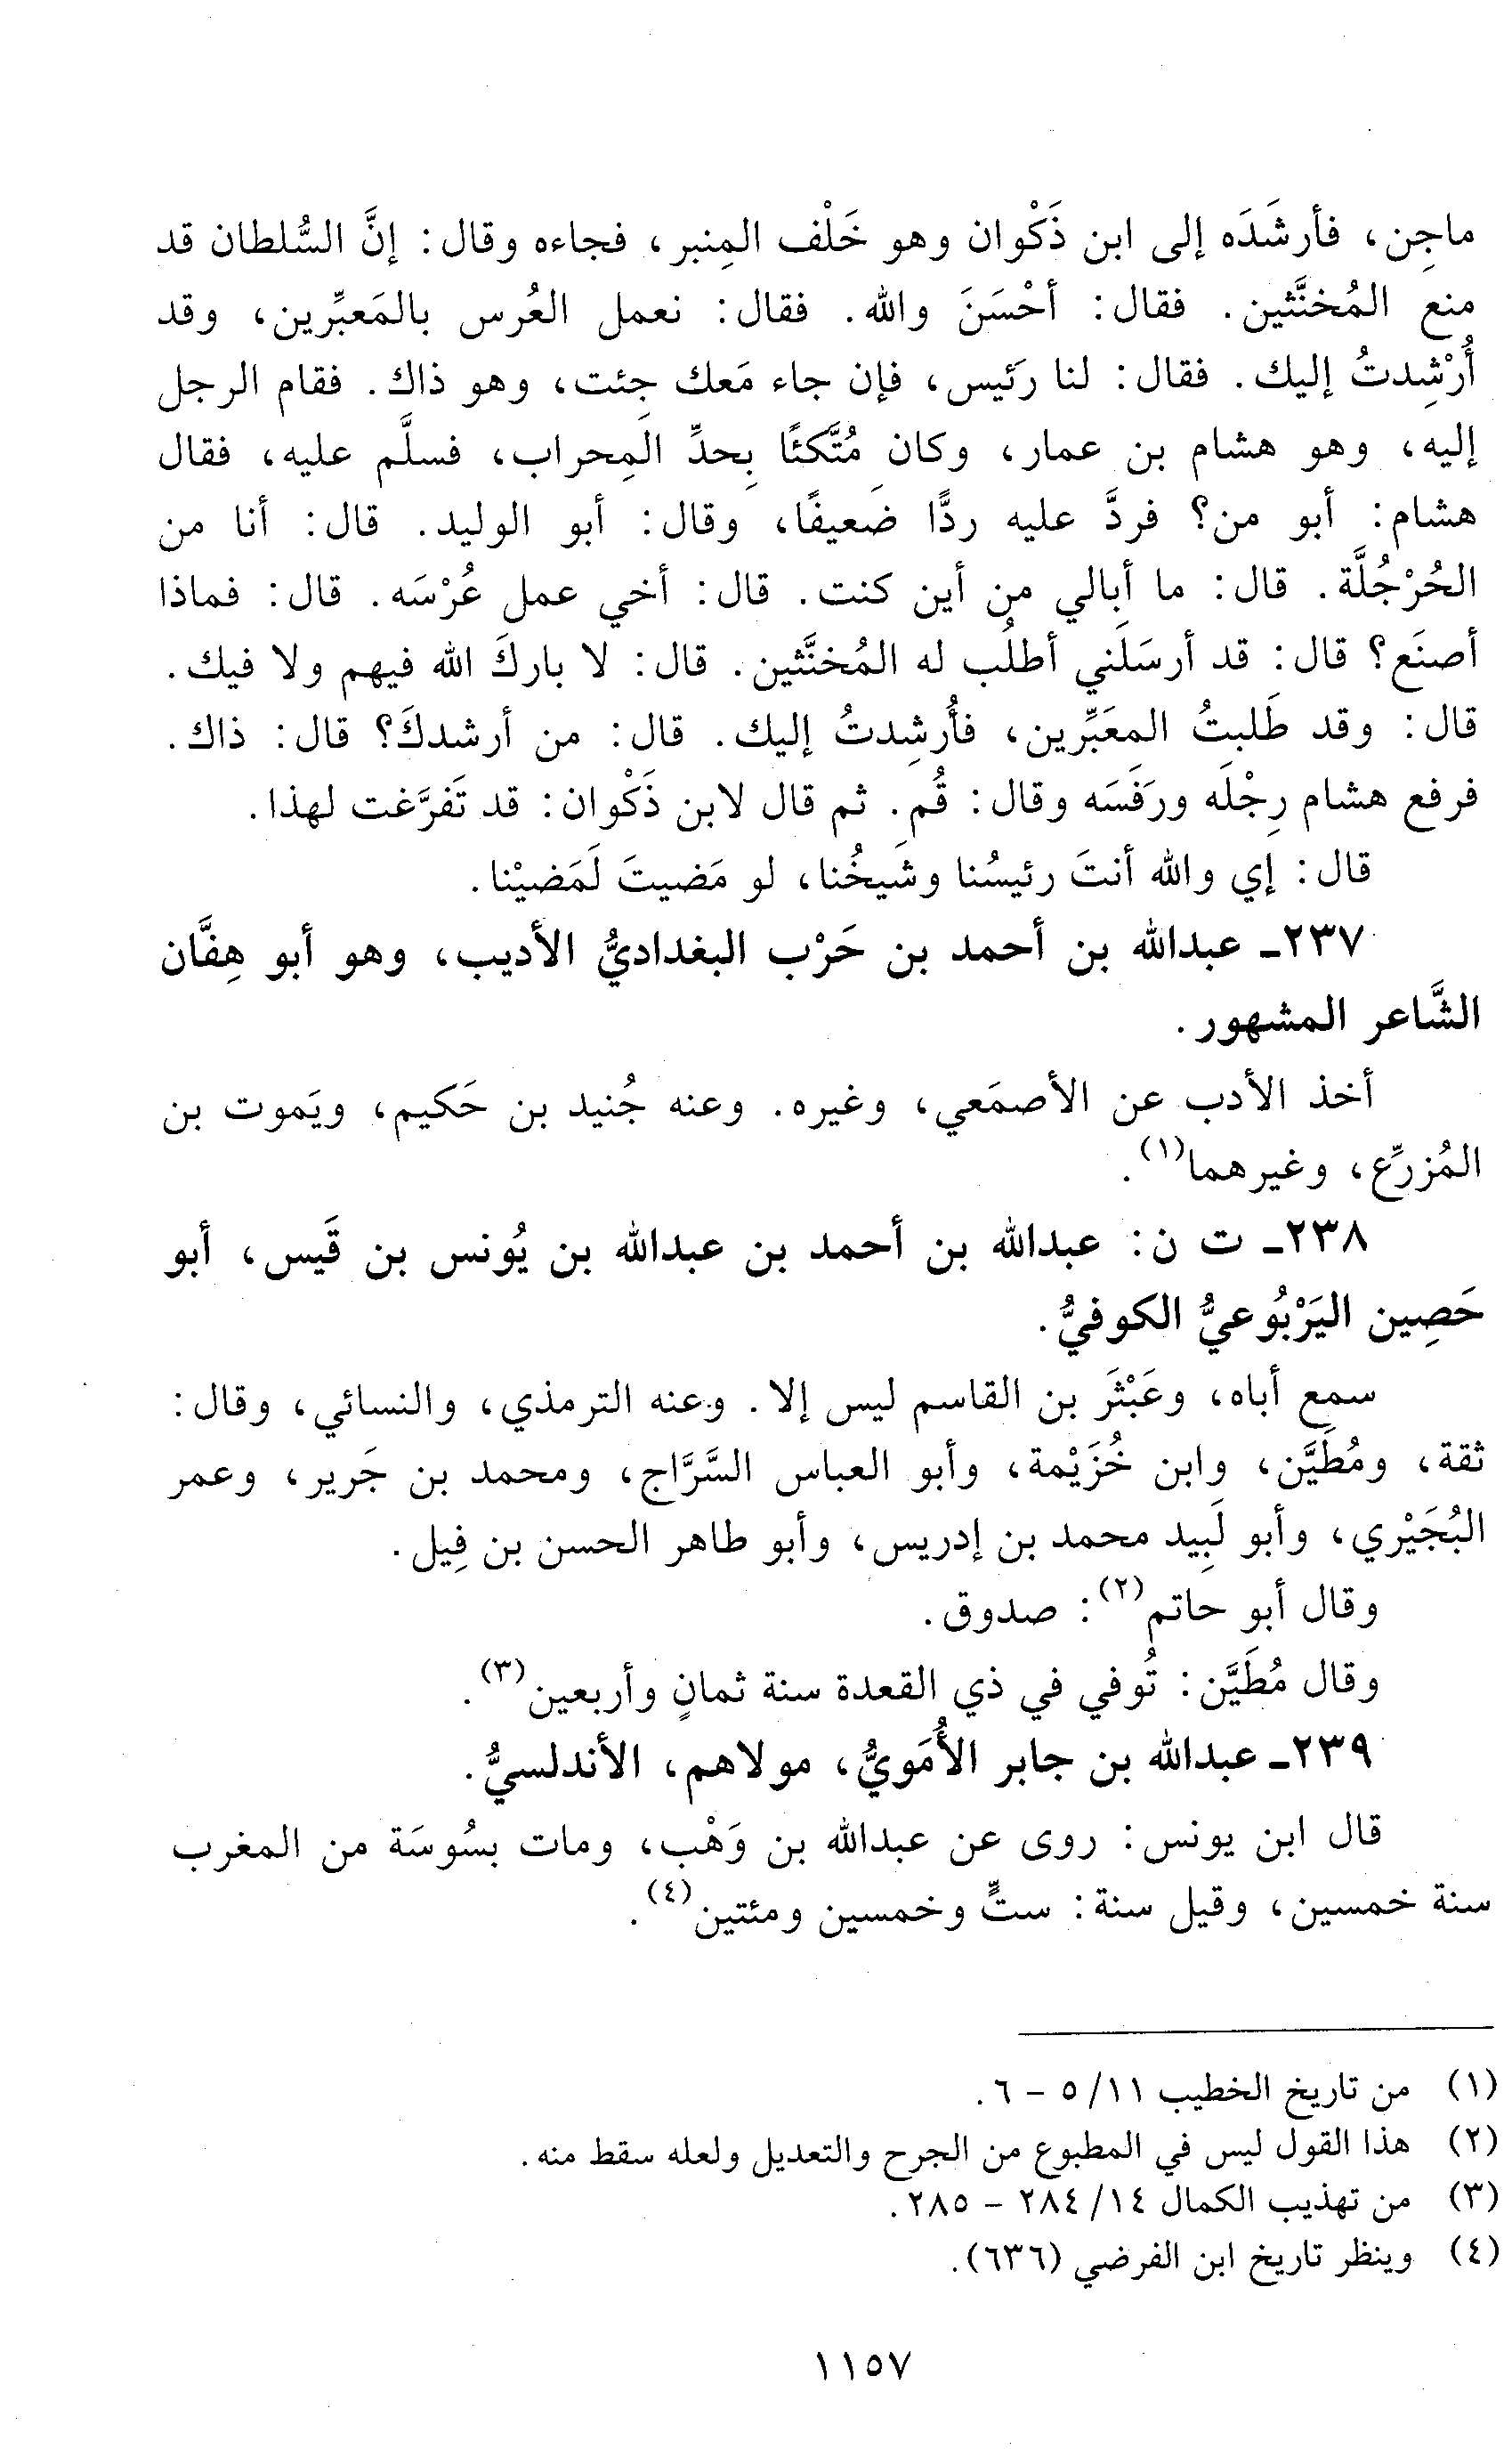 ماجِن، فأرشَدَه إلى ابن ذَكْوان وهو خَلْف المِنبر، فجاءه وقال: إنَّ السُّلطان قد
منع المُخنَّثين. فقال: أحْسَنَ والله. فقال: نعمل العُرس بالمَعبِّرين، وقد
أُرْشِدتُ إليك. فقال: لنا رَئيس، فإن جاء مَعك جِئت، وهو ذاك. فقام الرجل
إليه، وهو هشام بن عمار، وكان مُتَّكئًا بِحدِّ المِحراب، فسلَّم عليه، فقال
هشام: أبو من؟ فردَّ عليه ردًّا ضَعيفًا، وقال: أبو الوليد. قال: أنا من
الحُرْجُلَّة. قال: ما أبالي من أين كنت. قال: أخي عمل عُرْسَه. قال: فماذا
أصنَع؟ قال: قد أرسَلَني أطلُب له المُخنَّثين. قال: لا باركَ الله فيهم ولا فيك.
قال: وقد طَلبتُ المعَبِّرين، فأُرشِدتُ إليك. قال: من أرشدكَ؟ قال: ذاك.
فرفع هشام رِجْلَه ورَفَسَه وقال: قُم. ثم قال لابن ذَكْوان: قد تَفرَّغت لهذا.
قال: إي والله أنتَ رئيسُنا وشَيخُنا، لو مَضيتَ لَمَضيْنا.
٢٣٧ـ عبدالله بن أحمد بن حَرْب البغداديُّ الأديب، وهو أبو هِفَّان
الشَّاعر المشهور.
أخذ الأدب عن الأصمَعي، وغيره. وعنه جُنيد بن حَكيم، ويَموت بن
المُزرِّع، وغيرهما(١).
٢٣٨ـ ت ن: عبدالله بن أحمد بن عبدالله بن يُونس بن قَيس، أبو
حَصِين اليَرْبُوعيُّ الكوفيُّ.
سمع أباه، وعَبْثَر بن القاسم ليس إلا. وعنه الترمذي، والنسائي، وقال:
ثقة، ومُطَيَّن، وابن خُزَيْمة، وأبو العباس السَّرَّاج، ومحمد بن جَرير، وعمر
البُجَيْري، وأبو لَبِيد محمد بن إدريس، وأبو طاهر الحسن بن فِيل.
وقال أبو حاتم(٢): صدوق.
وقال مُطَيَّن: تُوفي في ذي القعدة سنة ثمانٍ وأربعين(٣).
٢٣٩ـ عبدالله بن جابر الأُمَويُّ، مولاهم، الأندلسيُّ.
قال ابن يونس: روى عن عبدالله بن وَهْب، ومات بسُوسَة من المغرب
سنة خمسين، وقيل سنة: ستٍّ وخمسين ومئتين(٤).
(١) من تاريخ الخطيب ١١/ ٥ - ٦.
(٢) هذا القول ليس في المطبوع من الجرح والتعديل ولعله سقط منه.
(٣) من تهذيب الكمال ١٤/ ٢٨٤ - ٢٨٥.
(٤) وينظر تاريخ ابن الفرضي (٦٣٦).
١١٥٧